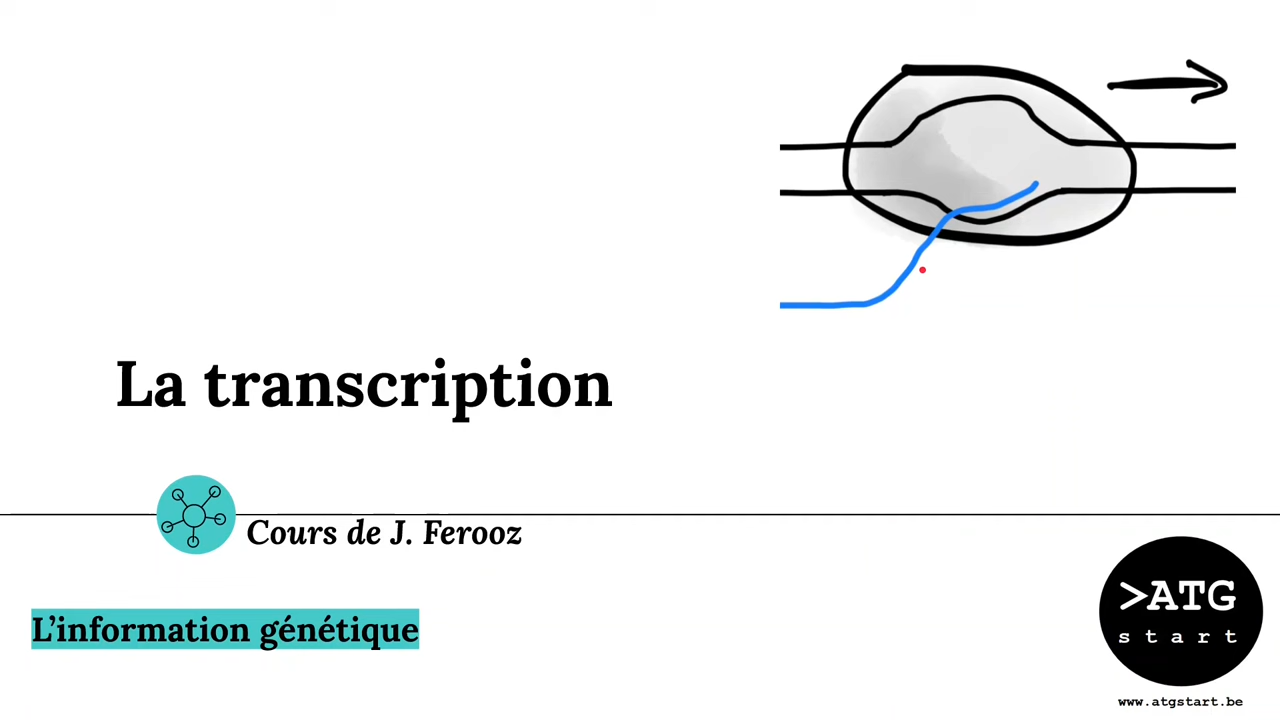 La transcription
Cours de J. Ferooz
L'information génétique
>ATG
start
www.atgstart.be